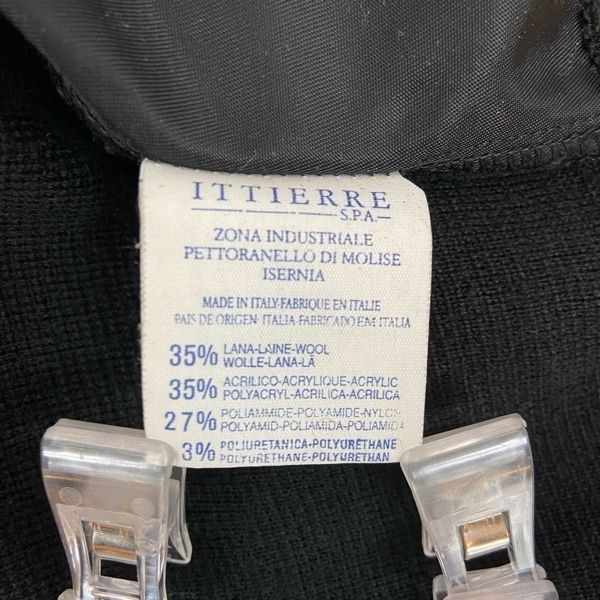 ITTIERRE
S.P.A.
ZONA INDUSTRIALE
PETTORANELLO DI MOLISE
ISERNIA
MADE IN ITALY-FABRIQUE EN ITALIE
PAIS DE ORIGEN-ITALIA-FABRICADO EM ITALIA
35% LANA-LAINE-WOOL
WOLLE-LANA-LÃ
35% ACRILICO-ACRYLIQUE-ACRYLIC
POLYACRYL-ACRILICA-ACRILICA
27% POLIAMMIDE-POLYAMIDE-NYLON
POLYAMID-POLIAMIDA-POLIAMIDA
3% POLIURETANICA-POLYURÉTHANE
POLYURETHANE-POLYURETHAN